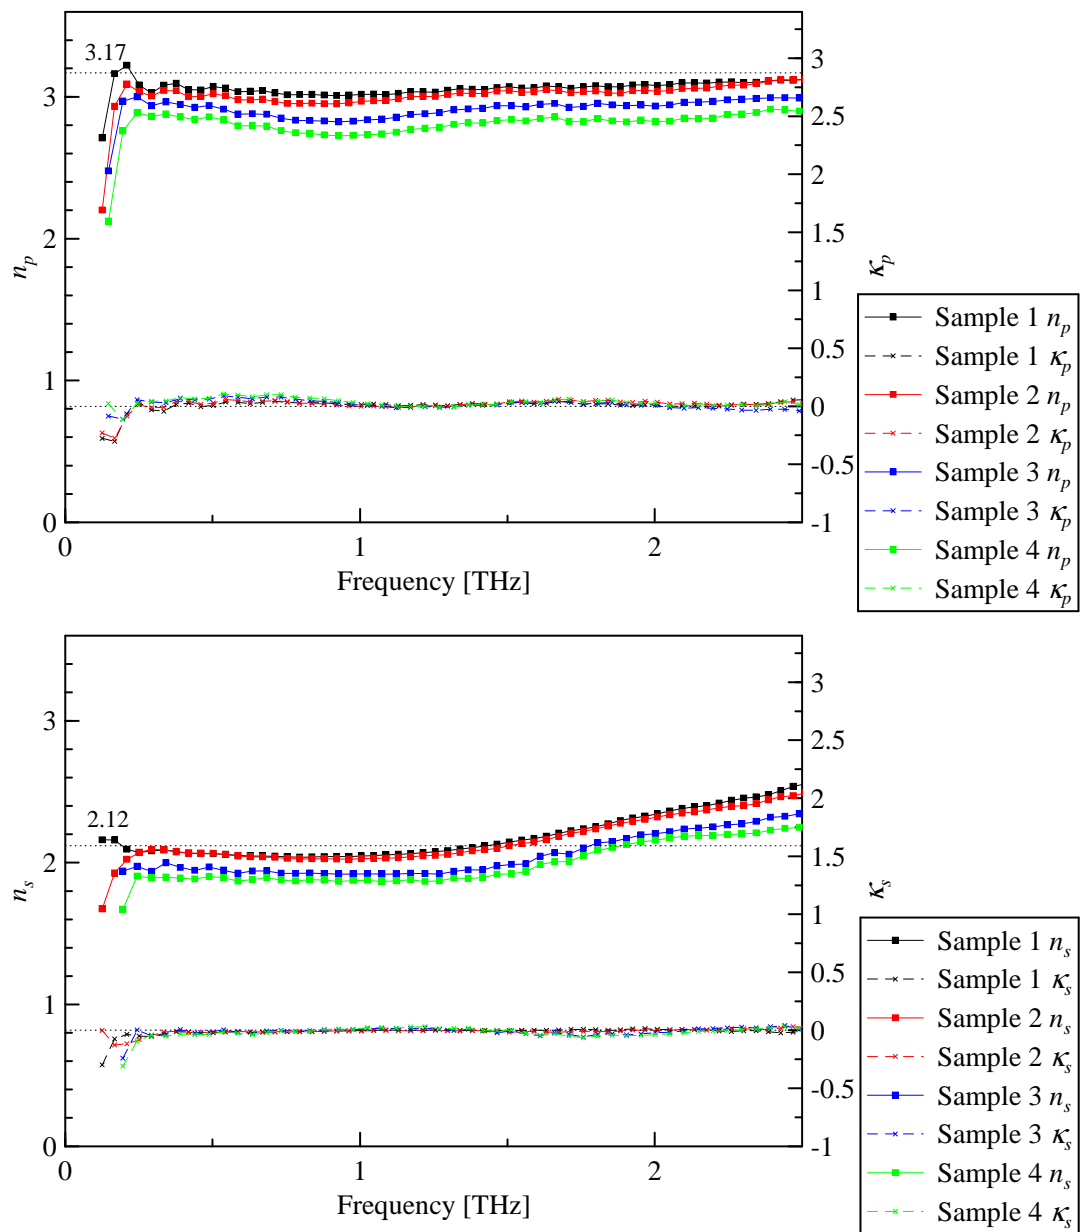 3.17
3
2
1
0
n_p
3
2.5
2
1.5
1
0.5
0
-0.5
-1
κ_p
0
1
2
Frequency [THz]
Sample 1 n_p
Sample 1 κ_p
Sample 2 n_p
Sample 2 κ_p
Sample 3 n_p
Sample 3 κ_p
Sample 4 n_p
Sample 4 κ_p
2.12
3
2
1
0
n_s
3
2.5
2
1.5
1
0.5
0
-0.5
-1
κ_s
0
1
2
Frequency [THz]
Sample 1 n_s
Sample 1 κ_s
Sample 2 n_s
Sample 2 κ_s
Sample 3 n_s
Sample 3 κ_s
Sample 4 n_s
Sample 4 κ_s